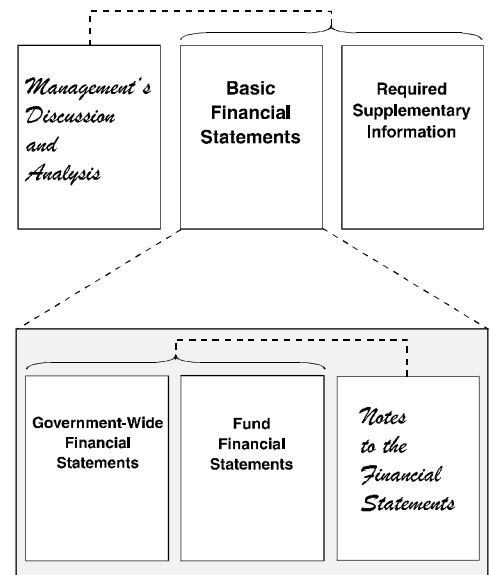 Management's
Discussion
and
Analysis
Basic
Financial
Statements
Required
Supplementary
Information
Government-Wide
Financial
Statements
Fund
Financial
Statements
Notes
to the
Financial
Statements